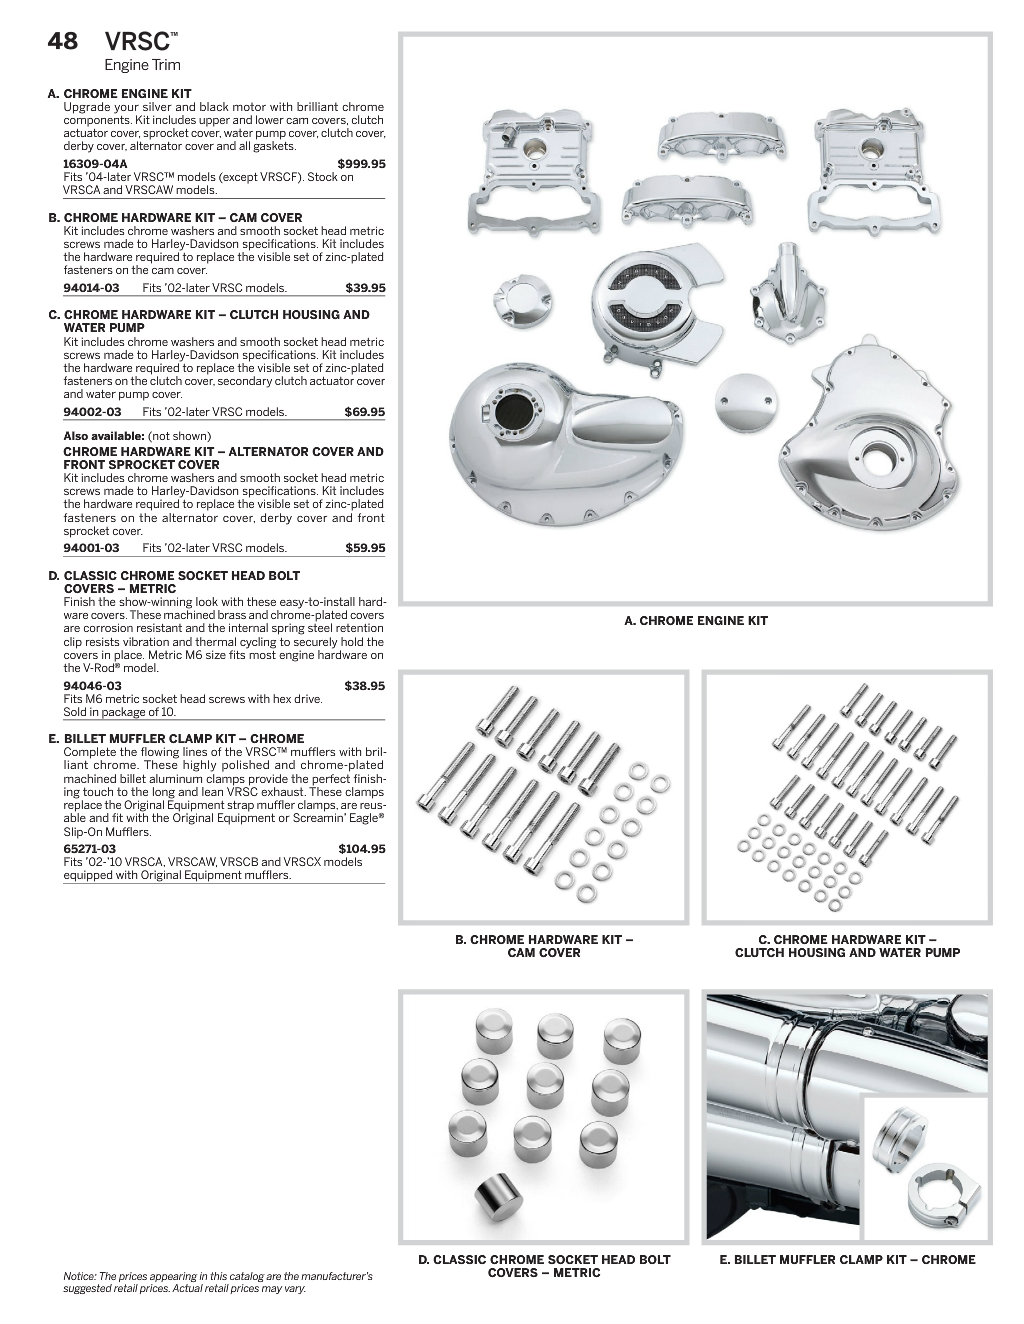 48 VRSC™
Engine Trim
A. CHROME ENGINE KIT
Upgrade your silver and black motor with brilliant chrome
components. Kit includes upper and lower cam covers, clutch
actuator cover, sprocket cover, water pump cover, clutch cover,
derby cover, alternator cover and all gaskets.
16309-04A $999.95
Fits ’04-later VRSC™ models (except VRSCF). Stock on
VRSCA and VRSCAW models.
B. CHROME HARDWARE KIT – CAM COVER
Kit includes chrome washers and smooth socket head metric
screws made to Harley-Davidson specifications. Kit includes
the hardware required to replace the visible set of zinc-plated
fasteners on the cam cover.
94014-03 Fits ’02-later VRSC models. $39.95
C. CHROME HARDWARE KIT – CLUTCH HOUSING AND
WATER PUMP
Kit includes chrome washers and smooth socket head metric
screws made to Harley-Davidson specifications. Kit includes
the hardware required to replace the visible set of zinc-plated
fasteners on the clutch cover, secondary clutch actuator cover
and water pump cover.
94002-03 Fits ’02-later VRSC models. $69.95
Also available: (not shown)
CHROME HARDWARE KIT – ALTERNATOR COVER AND
FRONT SPROCKET COVER
Kit includes chrome washers and smooth socket head metric
screws made to Harley-Davidson specifications. Kit includes
the hardware required to replace the visible set of zinc-plated
fasteners on the alternator cover, derby cover and front
sprocket cover.
94001-03 Fits ’02-later VRSC models. $59.95
D. CLASSIC CHROME SOCKET HEAD BOLT
COVERS – METRIC
Finish the show-winning look with these easy-to-install hard-
ware covers. These machined brass and chrome-plated covers
are corrosion resistant and the internal spring steel retention
clip resists vibration and thermal cycling to securely hold the
covers in place. Metric M6 size fits most engine hardware on
the V-Rod® model.
94046-03 $38.95
Fits M6 metric socket head screws with hex drive.
Sold in package of 10.
E. BILLET MUFFLER CLAMP KIT – CHROME
Complete the flowing lines of the VRSC™ mufflers with bril-
liant chrome. These highly polished and chrome-plated
machined billet aluminum clamps provide the perfect finish-
ing touch to the long and lean VRSC exhaust. These clamps
replace the Original Equipment strap muffler clamps, are reus-
able and fit with the Original Equipment or Screamin’ Eagle®
Slip-On Mufflers.
65271-03 $104.95
Fits ’02-’10 VRSCA, VRSCAW, VRSCB and VRSCX models
equipped with Original Equipment mufflers.
A. CHROME ENGINE KIT
B. CHROME HARDWARE KIT –
CAM COVER
C. CHROME HARDWARE KIT –
CLUTCH HOUSING AND WATER PUMP
D. CLASSIC CHROME SOCKET HEAD BOLT
COVERS – METRIC
E. BILLET MUFFLER CLAMP KIT – CHROME
Notice: The prices appearing in this catalog are the manufacturer’s
suggested retail prices. Actual retail prices may vary.